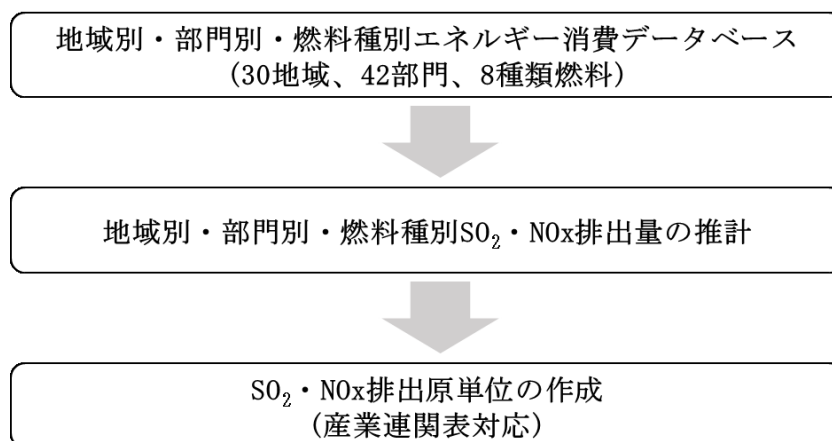 地域別・部門別・燃料種別エネルギー消費データベース
(30地域、42部門、8種類燃料)
地域別・部門別・燃料種別SO₂・NOx排出量の推計
SO₂・NOx排出原単位の作成
(産業連関表対応)